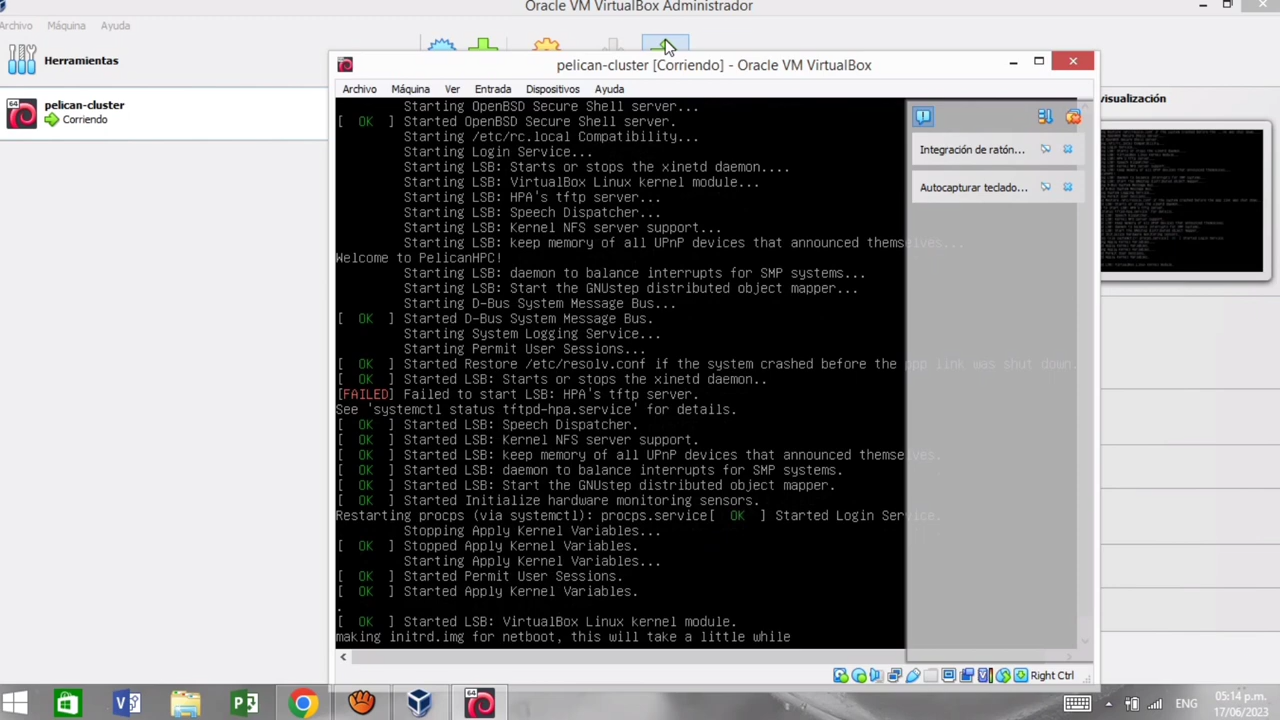 Oracle VM VirtualBox Administrador
Archivo Máquina Ayuda
Herramientas
pelican-cluster
Corriendo
pelican-cluster [Corriendo] - Oracle VM VirtualBox
Archivo Máquina Ver Entrada Dispositivos Ayuda
Starting OpenBSD Secure Shell server...
[ OK ] Started OpenBSD Secure Shell server.
Starting /etc/rc.local Compatibility...
Starting Login Service...
Starting LSB: Starts or stops the xinetd daemon....
Starting LSB: VirtualBox Linux kernel module...
Starting LSB: HPA's tftp server...
Starting LSB: Speech Dispatcher...
Starting LSB: Kernel NFS server support...
Starting LSB: keep memory of all UPnP devices that announced themselves...
Welcome to PelicanHPC!
Starting LSB: daemon to balance interrupts for SMP systems...
Starting LSB: Start the GNUstep distributed object mapper...
Starting D-Bus System Message Bus...
[ OK ] Started D-Bus System Message Bus.
Starting System Logging Service...
Starting Permit User Sessions...
[ OK ] Started Restore /etc/resolv.conf if the system crashed before the ppp link was shut down.
[ OK ] Started LSB: Starts or stops the xinetd daemon..
[FAILED] Failed to start LSB: HPA's tftp server.
See 'systemctl status tftpd-hpa.service' for details.
[ OK ] Started LSB: Speech Dispatcher.
[ OK ] Started LSB: Kernel NFS server support.
[ OK ] Started LSB: keep memory of all UPnP devices that announced themselves.
[ OK ] Started LSB: daemon to balance interrupts for SMP systems.
[ OK ] Started LSB: Start the GNUstep distributed object mapper.
[ OK ] Started Initialize hardware monitoring sensors.
Restarting procps (via systemctl): procps.service[ OK ] Started Login Service.
Stopping Apply Kernel Variables...
[ OK ] Stopped Apply Kernel Variables.
Starting Apply Kernel Variables...
[ OK ] Started Permit User Sessions.
[ OK ] Started Apply Kernel Variables.
.
[ OK ] Started LSB: VirtualBox Linux kernel module.
making initrd.img for netboot, this will take a little while
Integración de ratón...
Autocapturar teclado...
visualización
Right Ctrl
ENG
05:14 p.m.
17/06/2023